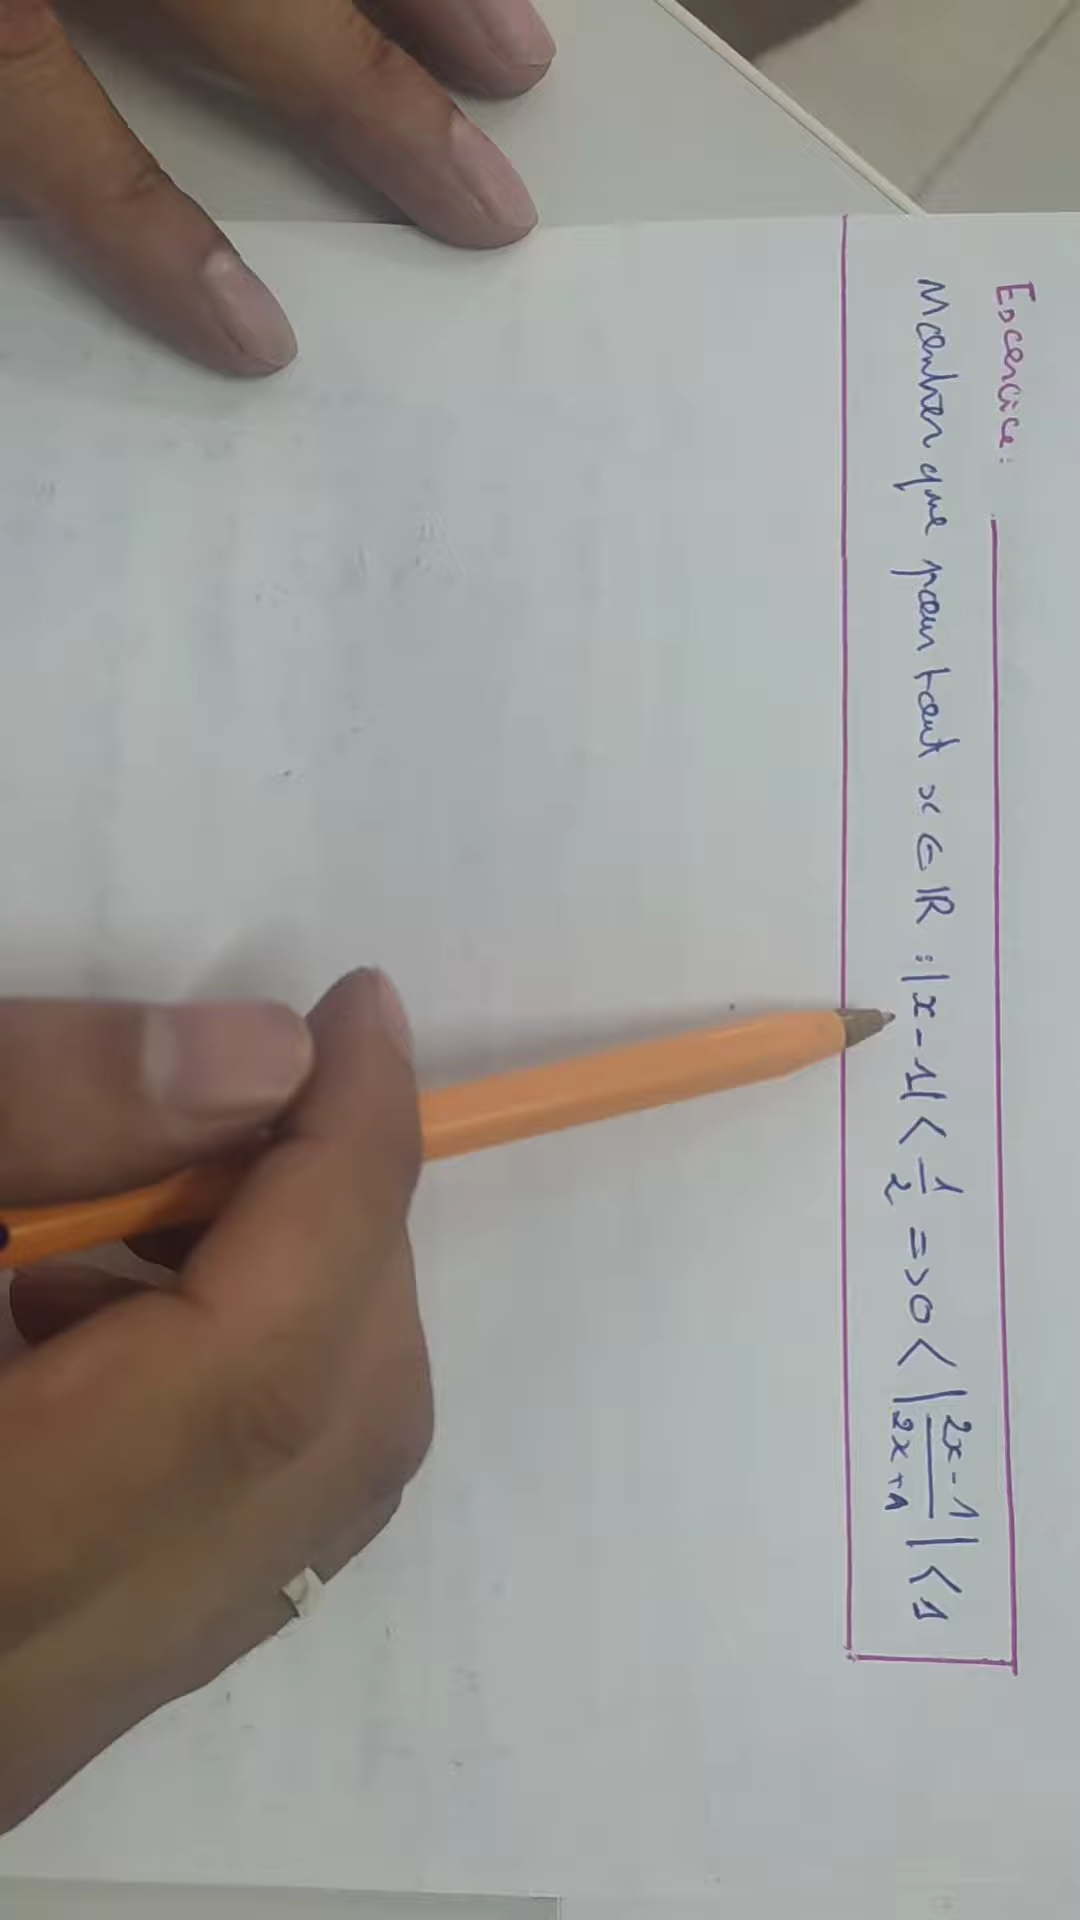 Exercice:
Montrer que pour tout x ∈ ℝ : |x - 1| < 1/2 => 0 < |(2x - 1)/(2x + 1)| < 1